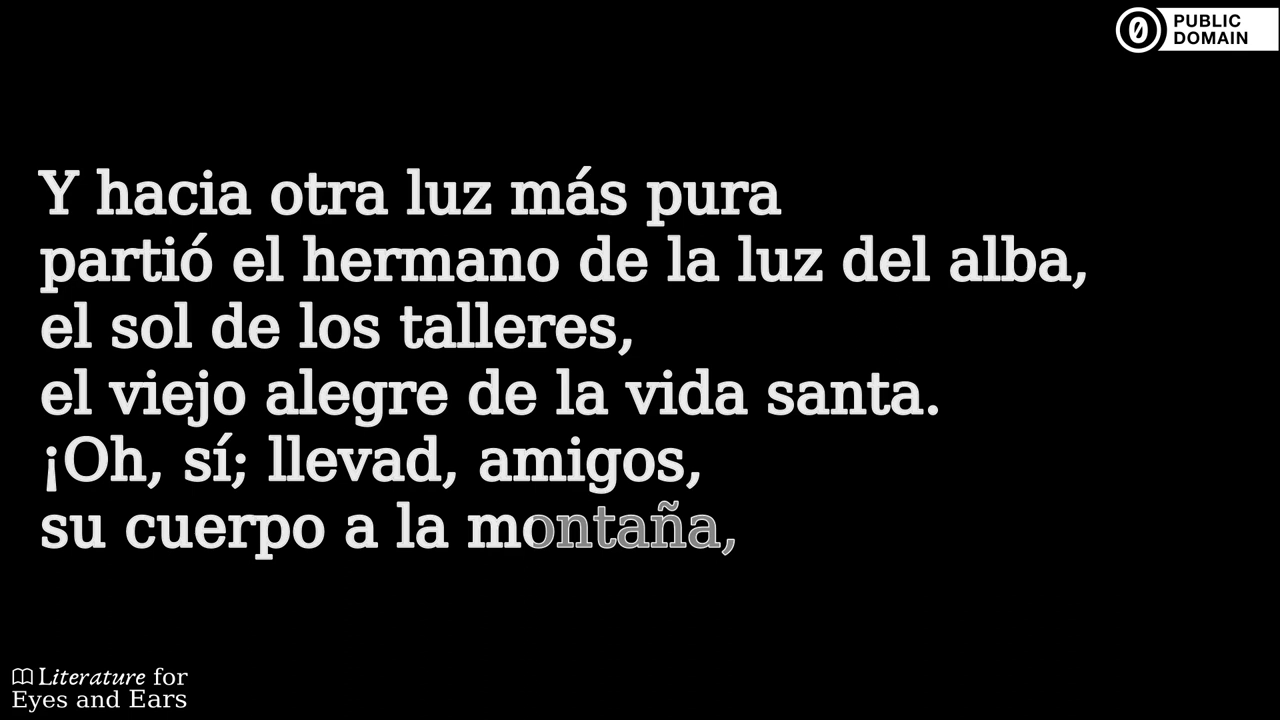 PUBLIC
DOMAIN
Y hacia otra luz más pura
partió el hermano de la luz del alba,
el sol de los talleres,
el viejo alegre de la vida santa.
¡Oh, sí; llevad, amigos,
su cuerpo a la montaña,
Literature for
Eyes and Ears